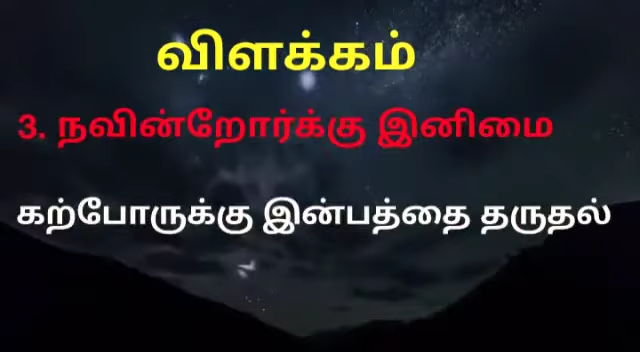 விளக்கம்
3. நவின்றோர்க்கு இனிமை
கற்போருக்கு இன்பத்தை தருதல்